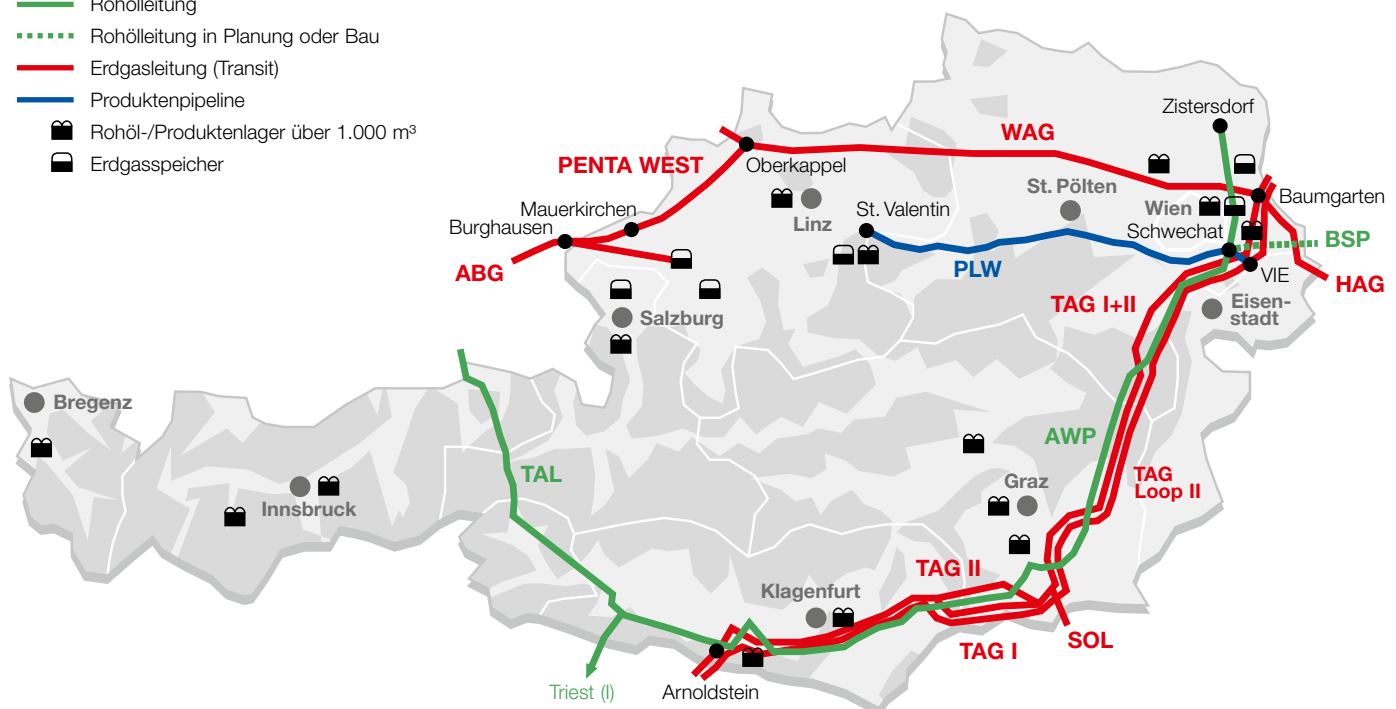 Rohölleitung
Rohölleitung in Planung oder Bau
Erdgasleitung (Transit)
Produktenpipeline
Rohöl-/Produktenlager über 1.000 m³
Erdgasspeicher
Zistersdorf
WAG
PENTA WEST
Oberkappel
St. Pölten
Baumgarten
Mauerkirchen
Linz
St. Valentin
Wien
Burghausen
Schwechat
BSP
ABG
PLW
VIE
HAG
TAG I+II
Eisen-
stadt
Salzburg
Bregenz
AWP
TAL
TAG
Loop II
Graz
Innsbruck
TAG II
Klagenfurt
SOL
TAG I
Triest (I)
Arnoldstein